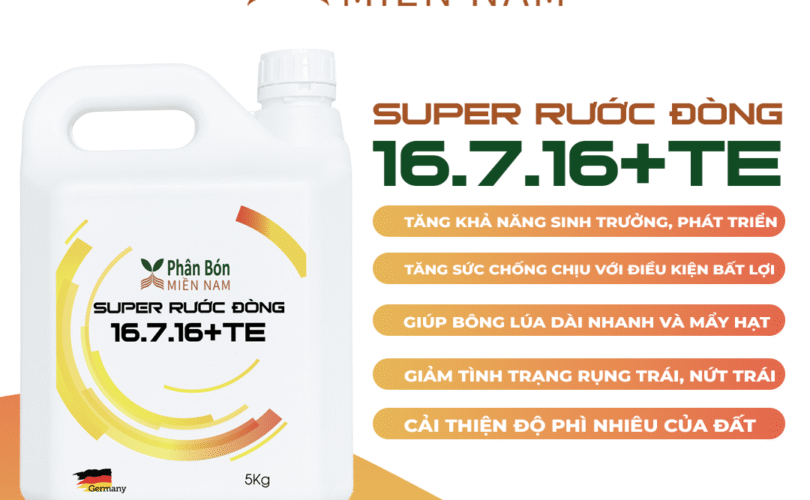 MIỀN NAM
SUPER RƯỚC ĐÒNG
16.7.16+TE
TĂNG KHẢ NĂNG SINH TRƯỞNG, PHÁT TRIỂN
TĂNG SỨC CHỐNG CHỊU VỚI ĐIỀU KIỆN BẤT LỢI
GIÚP BÔNG LÚA DÀI NHANH VÀ MẨY HẠT
GIẢM TÌNH TRẠNG RỤNG TRÁI, NỨT TRÁI
CẢI THIỆN ĐỘ PHÌ NHIÊU CỦA ĐẤT
Phân Bón
MIỀN NAM
SUPER RƯỚC ĐÒNG
16.7.16+TE
Germany
5Kg